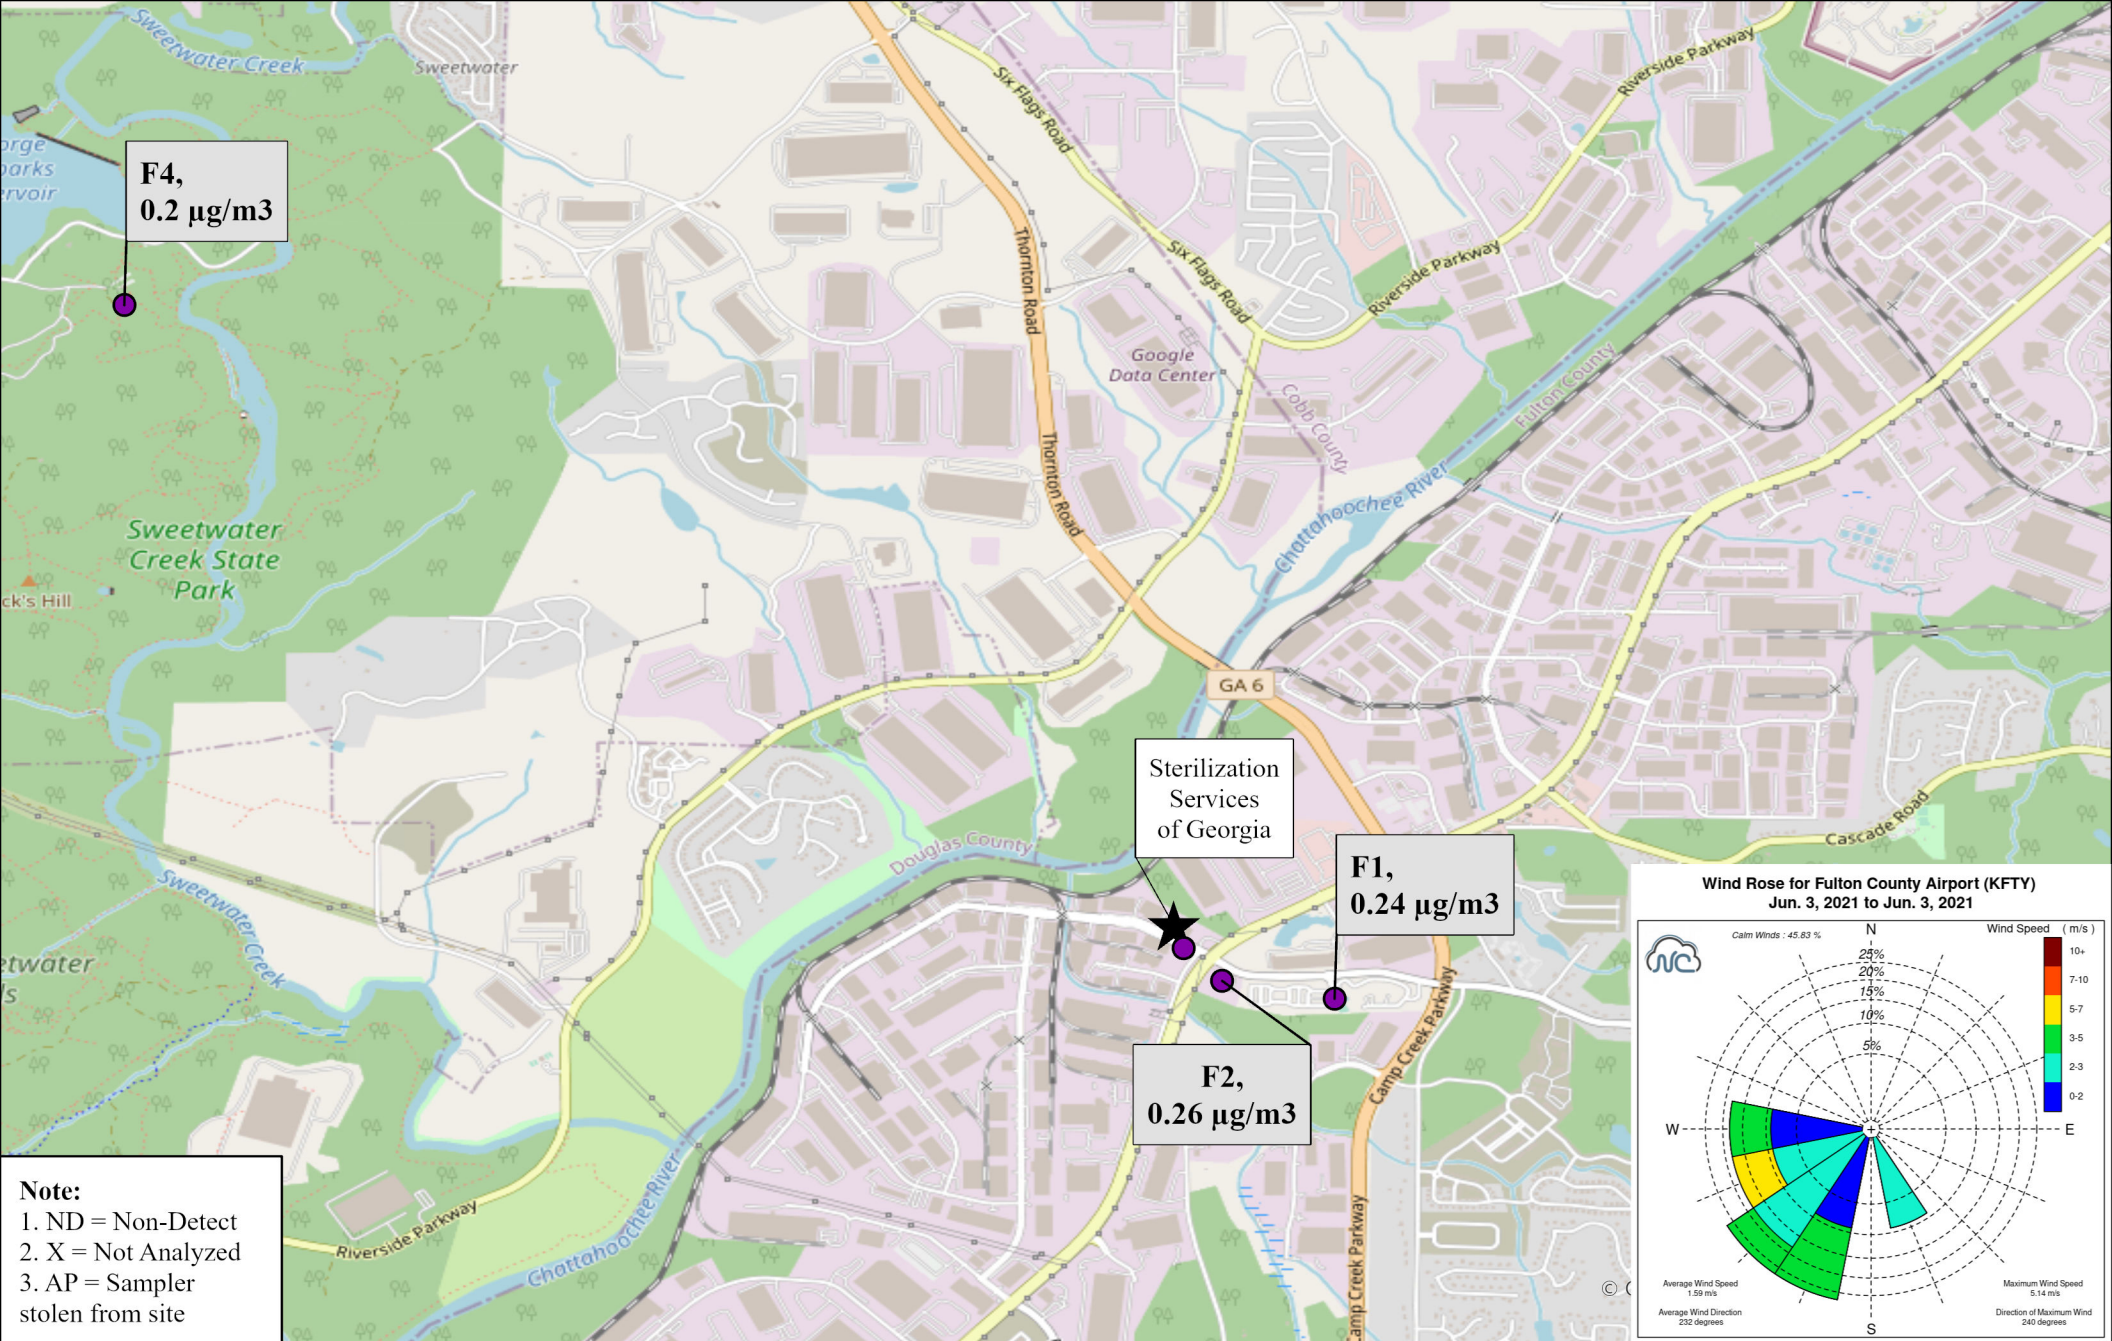 Sweetwater Creek
Sweetwater
Six Flags Road
Riverside Parkway
F4,
0.2 µg/m3
Thornton Road
Six Flags Road
Riverside Parkway
Google
Data Center
Cobb County
Fulton County
Thornton Road
Chattahoochee River
Sweetwater
Creek State
Park
ck's Hill
GA 6
Sterilization
Services
of Georgia
Douglas County
Cascade Road
F1,
0.24 µg/m3
Sweetwater Creek
etwater
ls
Camp Creek Parkway
F2,
0.26 µg/m3
Riverside Parkway
Chattahoochee River
Camp Creek Parkway
©
Note:
1. ND = Non-Detect
2. X = Not Analyzed
3. AP = Sampler
stolen from site
Wind Rose for Fulton County Airport (KFTY)
Jun. 3, 2021 to Jun. 3, 2021
Calm Winds : 45.83 %
N
Wind Speed ( m/s )
25%
20%
15%
10%
5%
10+
7-10
5-7
3-5
2-3
0-2
NC
W
E
S
Average Wind Speed
1.59 m/s
Average Wind Direction
232 degrees
Maximum Wind Speed
5.14 m/s
Direction of Maximum Wind
240 degrees